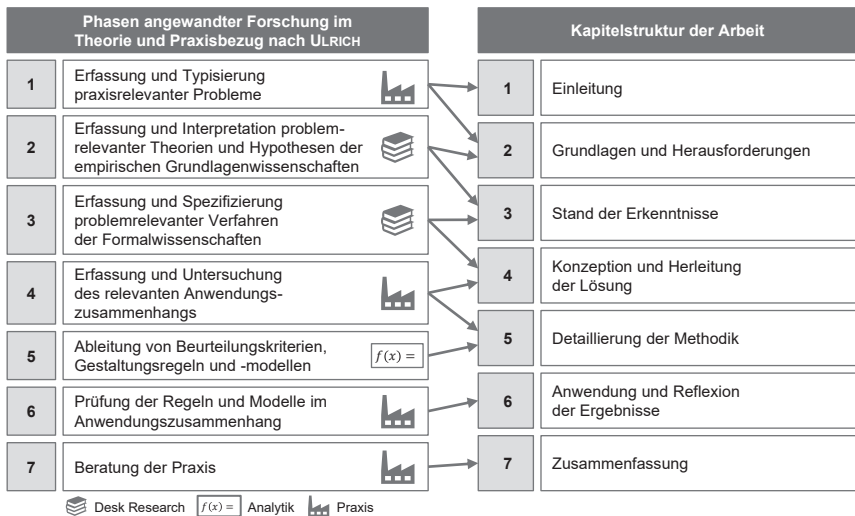 Phasen angewandter Forschung im
Theorie und Praxisbezug nach ULRICH
1
Erfassung und Typisierung
praxisrelevanter Probleme
2
Erfassung und Interpretation problem-
relevanter Theorien und Hypothesen der
empirischen Grundlagenwissenschaften
3
Erfassung und Spezifizierung
problemrelevanter Verfahren
der Formalwissenschaften
4
Erfassung und Untersuchung
des relevanten Anwendungs-
zusammenhangs
5
Ableitung von Beurteilungskriterien,
Gestaltungsregeln und -modellen
f(x) =
6
Prüfung der Regeln und Modelle im
Anwendungszusammenhang
7
Beratung der Praxis
Desk Research f(x) = Analytik Praxis
Kapitelstruktur der Arbeit
1
Einleitung
2
Grundlagen und Herausforderungen
3
Stand der Erkenntnisse
4
Konzeption und Herleitung
der Lösung
5
Detaillierung der Methodik
6
Anwendung und Reflexion
der Ergebnisse
7
Zusammenfassung